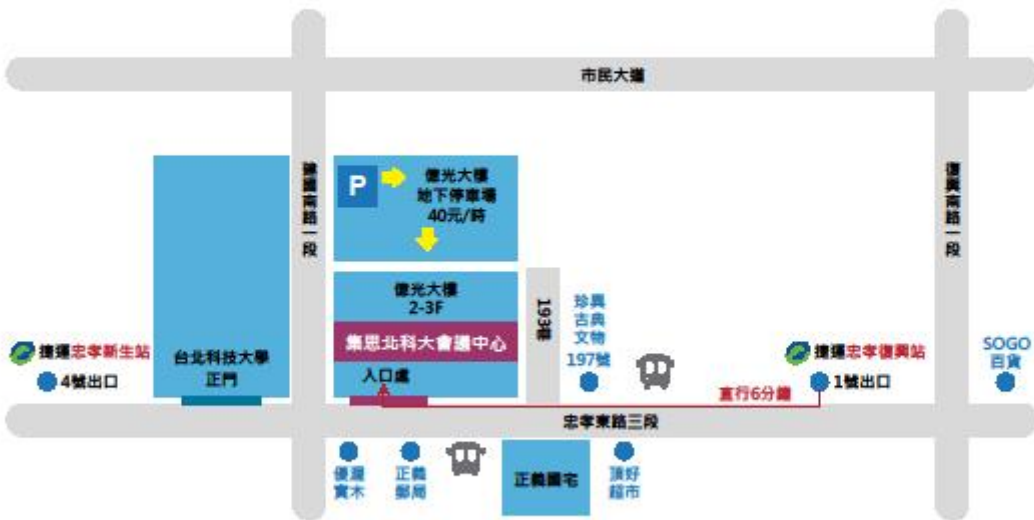 市民大道
建國南路一段
復興南路一段
P
億光大樓
地下停車場
40元/時
億光大樓
2-3F
集思北科大會議中心
入口處
193巷
珍異
古典
文物
197號
捷運忠孝新生站
4號出口
台北科技大學
正門
捷運忠孝復興站
1號出口
SOGO
百貨
直行6分鐘
忠孝東路三段
優渥
實木
正義
郵局
正義國宅
頂好
超市